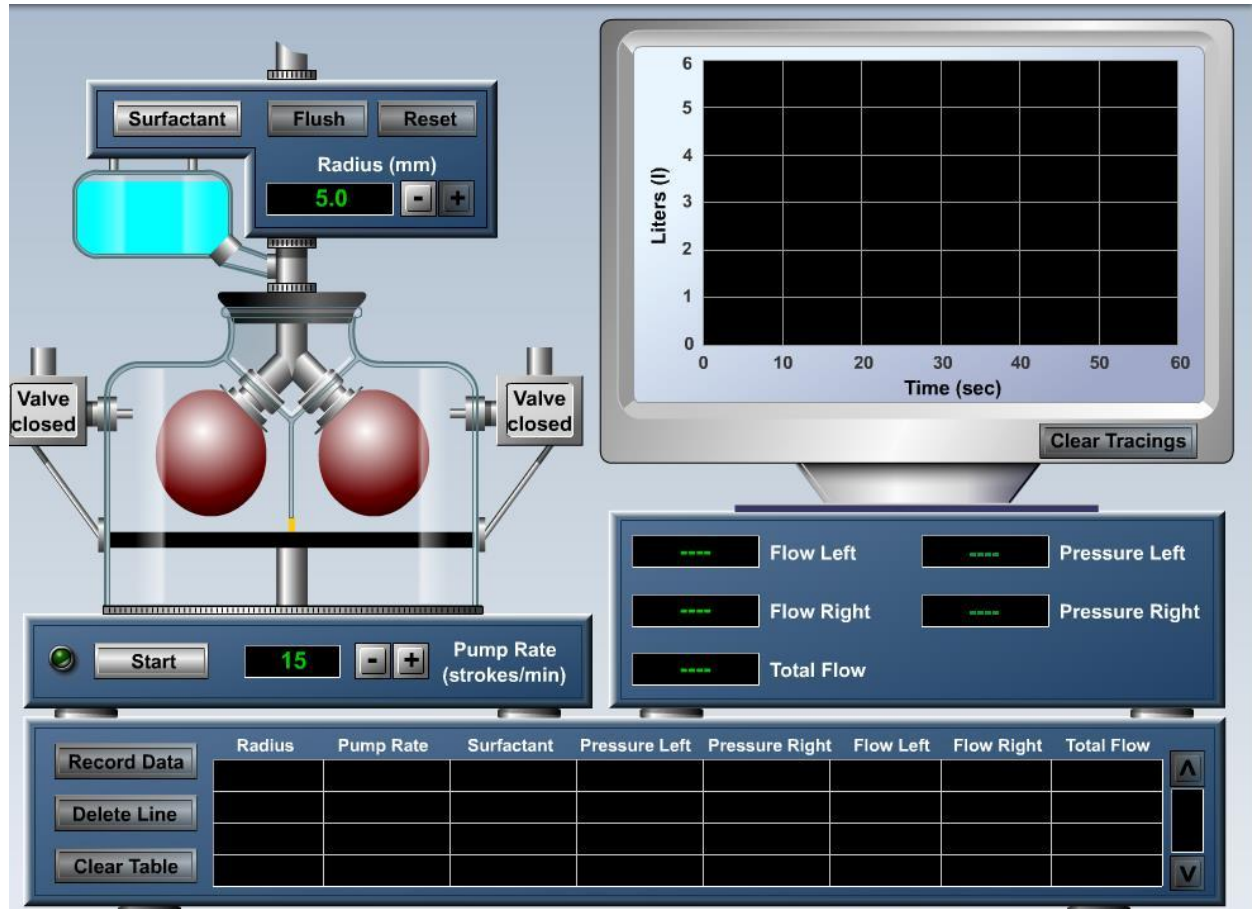 Surfactant Flush Reset
Radius (mm)
5.0 - +
Valve closed
Valve closed
Liters (l)
6
5
4
3
2
1
0
0 10 20 30 40 50 60
Time (sec)
Clear Tracings
---- Flow Left ---- Pressure Left
---- Flow Right ---- Pressure Right
---- Total Flow
Start 15 - + Pump Rate
(strokes/min)
Radius Pump Rate Surfactant Pressure Left Pressure Right Flow Left Flow Right Total Flow
Record Data
Delete Line
Clear Table